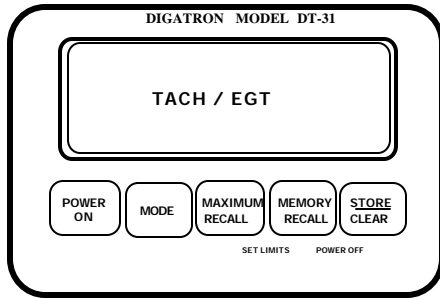 DIGATRON MODEL DT-31
TACH / EGT
POWER
ON
MODE
MAXIMUM
RECALL
MEMORY
RECALL
STORE
CLEAR
SET LIMITS POWER OFF